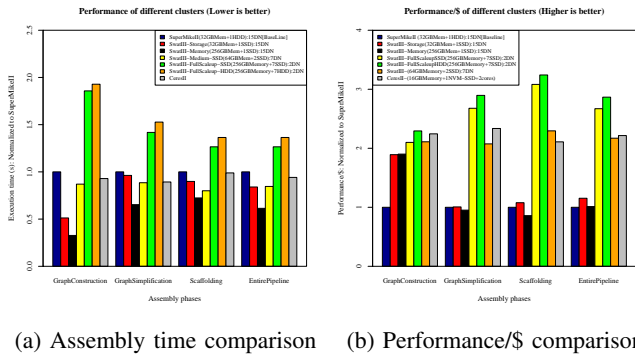 Performance of different clusters (Lower is better)
Execution time (s): Normalized to SuperMikeII
2.5
2.0
1.5
1.0
0.5
0.0
SuperMikeII (32GBMem+1HDD):15DN[BaseLine]
SwatIII-Storage(32GBMem+1SSD):15DN
SwatIII-Memory(256GBMem+1SSD):15DN
SwatIII-Medium-SSD(64GBMem+2SSD):7DN
SwatIII-FullScaleup-SSD(256GBMemory+7SSD):2DN
SwatIII-FullScaleup-HDD(256GBMemory+7HDD):2DN
CeresII
GraphConstruction GraphSimplification Scaffolding EntirePipeline
Assembly phases
(a) Assembly time comparison
Performance/$ of different clusters (Higher is better)
Performance/$: Normalized to SuperMikeII
4
3
2
1
0
SuperMikeII (32GBMem+1HDD):15DN[BaseLine]
SwatIII-Storage(32GBMem+1SSD):15DN
SwatIII-Memory(256GBMem+1SSD):15DN
SwatIII-FullScaleupSSD(256GBMemory+7SSD):2DN
SwatIII-FullScaleupHDD(256GBMemory+7SSD):2DN
SwatIII-(64GBMemory+2SSD):7DN
CeresII-(16GBMemory+1NVM-SSD+2cores)
GraphConstruction GraphSimplification Scaffolding EntirePipeline
Assembly phases
(b) Performance/$ comparison